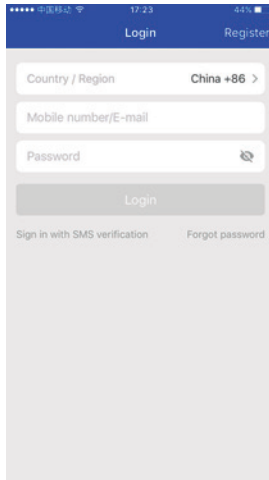 中国移动 17:23 44%
Login Register
Country / Region China +86 >
Mobile number/E-mail
Password
Login
Sign in with SMS verification Forgot password